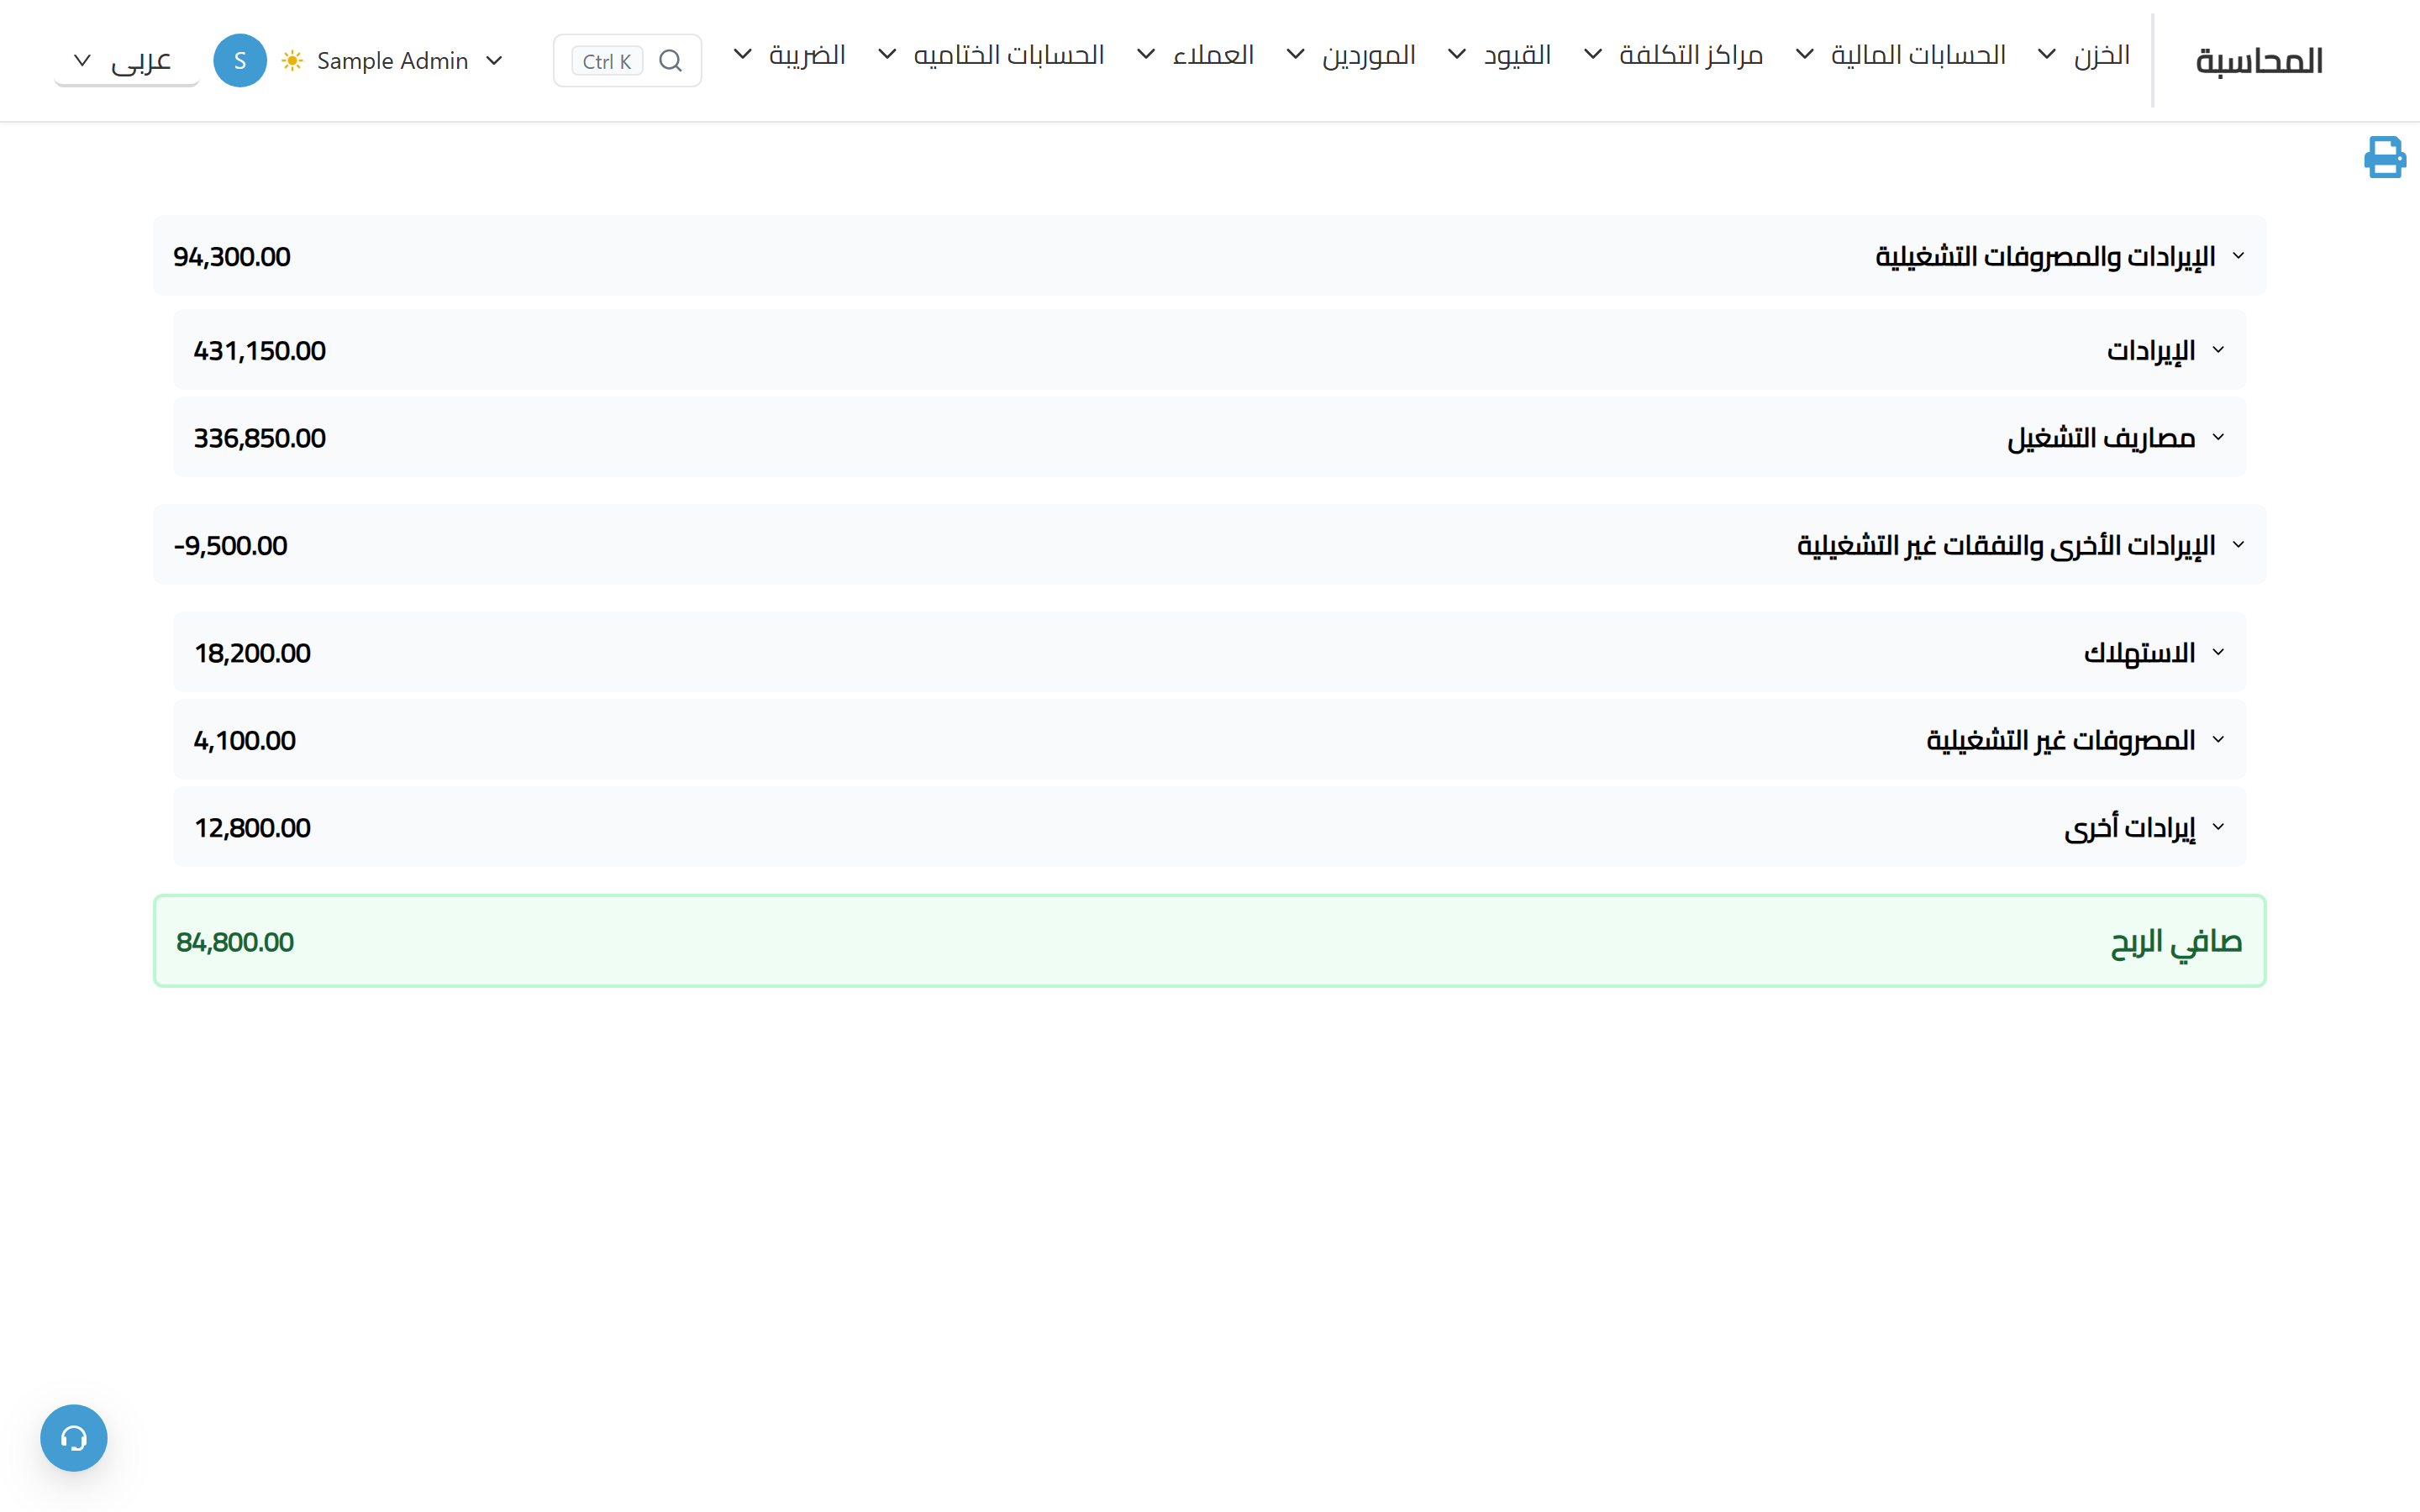 المحاسبة
الخزن
الحسابات المالية
مراكز التكلفة
القيود
الموردين
العملاء
الحسابات الختاميه
الضريبة
Ctrl K
Sample Admin
S
عربى
الإيرادات والمصروفات التشغيلية 94,300.00
الإيرادات 431,150.00
مصاريف التشغيل 336,850.00
الإيرادات الأخرى والنفقات غير التشغيلية -9,500.00
الاستهلاك 18,200.00
المصروفات غير التشغيلية 4,100.00
إيرادات أخرى 12,800.00
صافي الربح 84,800.00